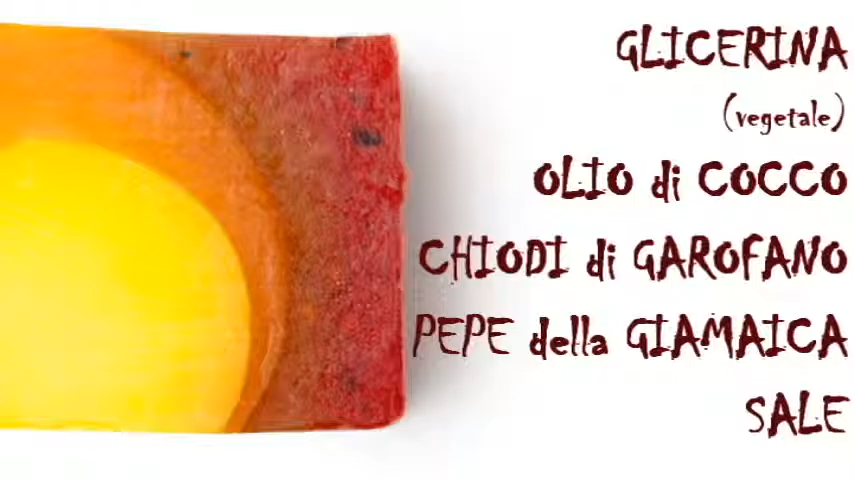 GLICERINA
(vegetale)
OLIO di COCCO
CHIODI di GAROFANO
PEPE della GIAMAICA
SALE